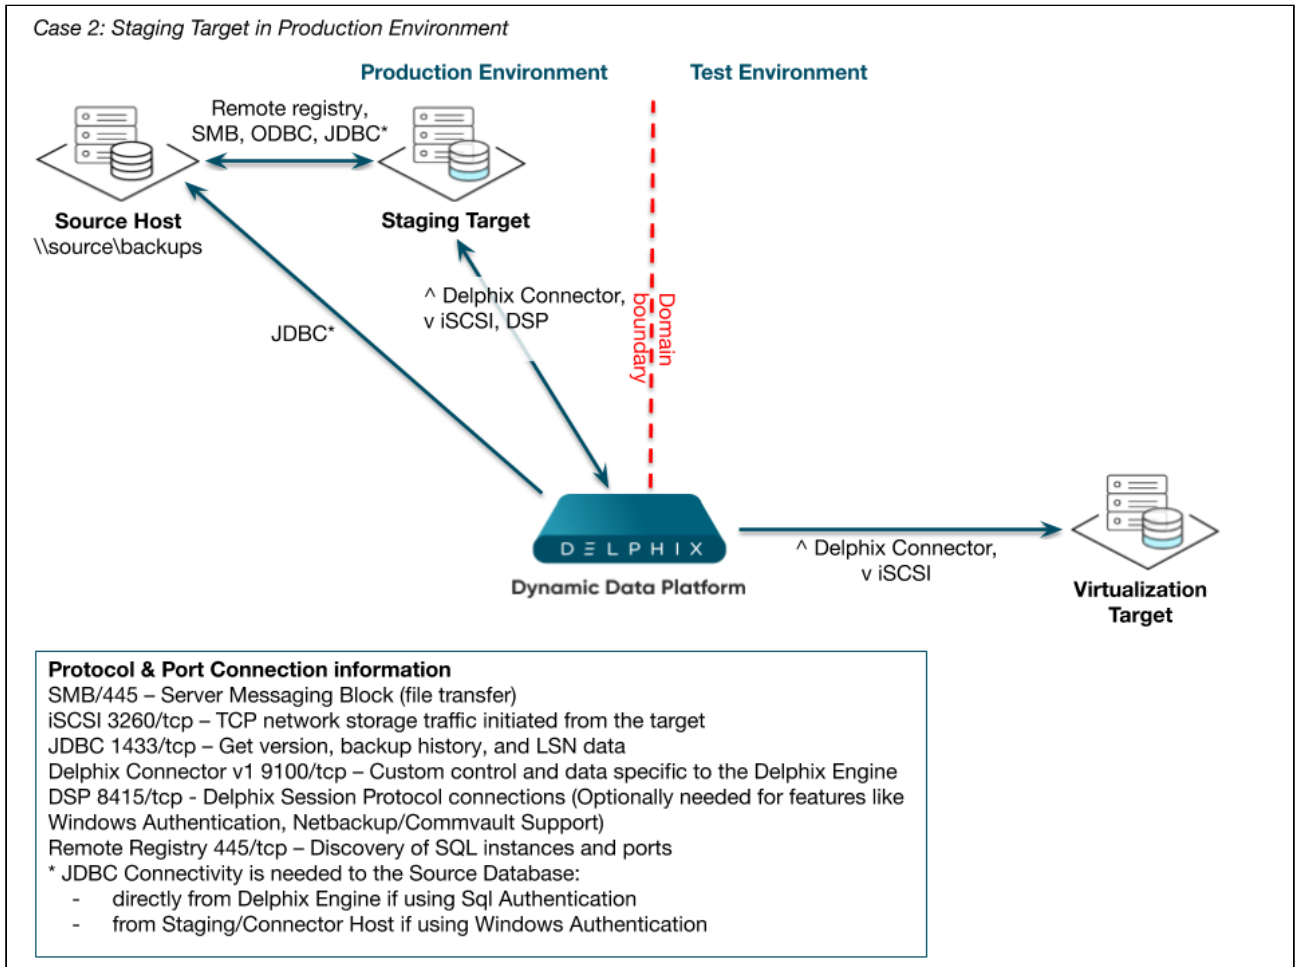 Case 2: Staging Target in Production Environment
Production Environment
Test Environment
Remote registry,
SMB, ODBC, JDBC*
Source Host
\\source\backups
Staging Target
^ Delphix Connector,
v iSCSI, DSP
JDBC*
Domain
boundary
DELPHIX
Dynamic Data Platform
^ Delphix Connector,
v iSCSI
Virtualization
Target
Protocol & Port Connection information
SMB/445 – Server Messaging Block (file transfer)
iSCSI 3260/tcp – TCP network storage traffic initiated from the target
JDBC 1433/tcp – Get version, backup history, and LSN data
Delphix Connector v1 9100/tcp – Custom control and data specific to the Delphix Engine
DSP 8415/tcp - Delphix Session Protocol connections (Optionally needed for features like
Windows Authentication, Netbackup/Commvault Support)
Remote Registry 445/tcp – Discovery of SQL instances and ports
* JDBC Connectivity is needed to the Source Database:
- directly from Delphix Engine if using Sql Authentication
- from Staging/Connector Host if using Windows Authentication